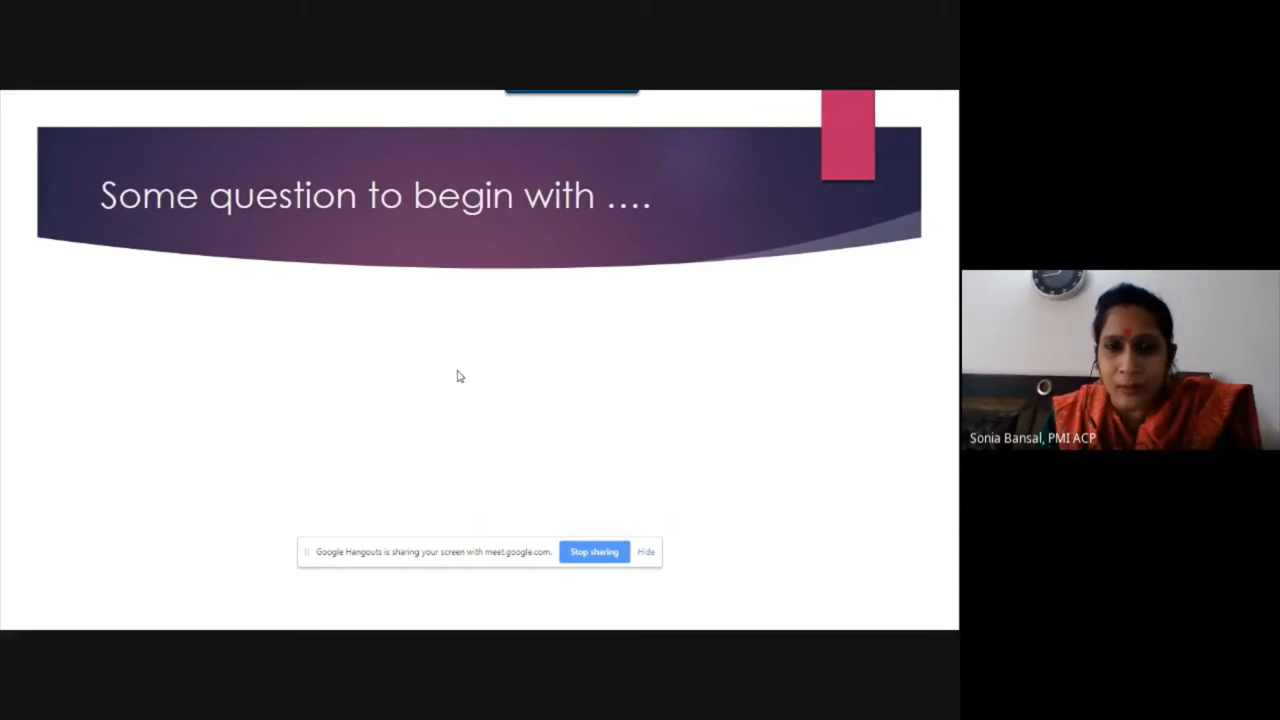 Some question to begin with ....
Sonia Bansal, PMI ACP
Google Hangouts is sharing your screen with meet.google.com.
Stop sharing
Hide